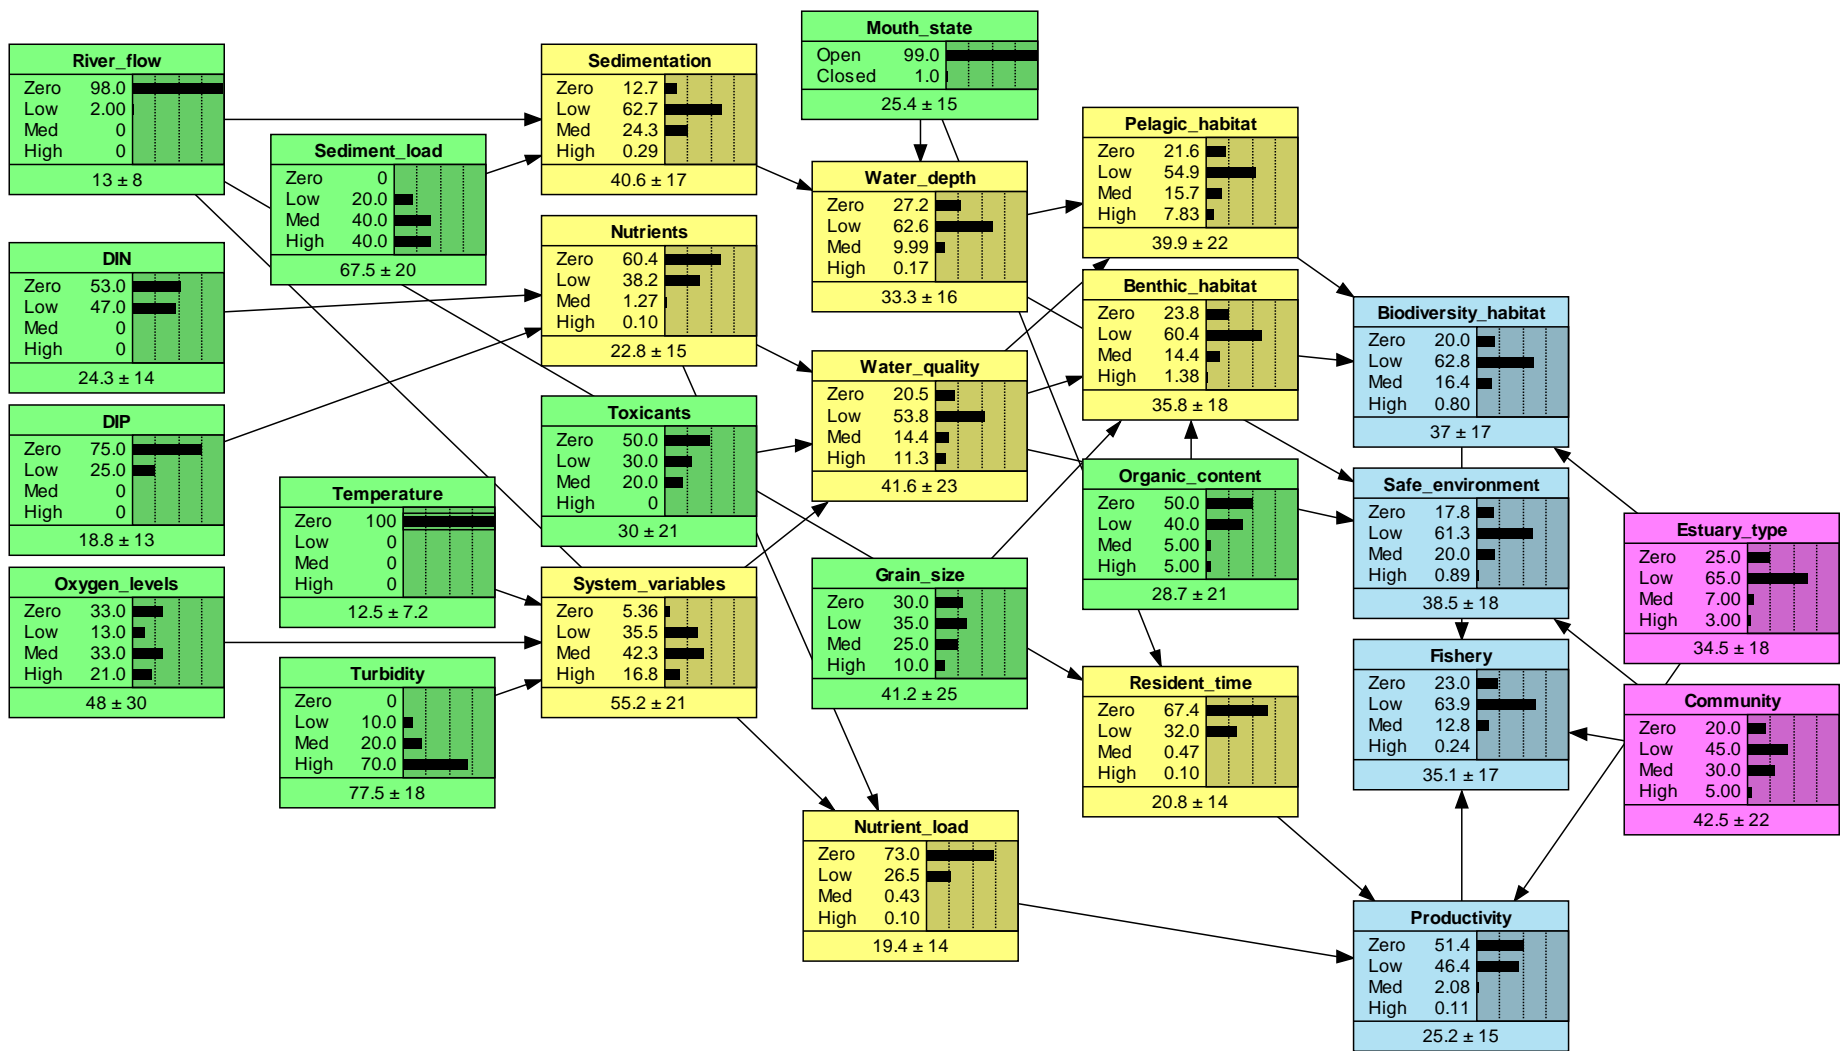 River_flow
Zero 98.0
Low 2.00
Med 0
High 0
13 ± 8
DIN
Zero 53.0
Low 47.0
Med 0
High 0
24.3 ± 14
DIP
Zero 75.0
Low 25.0
Med 0
High 0
18.8 ± 13
Oxygen_levels
Zero 33.0
Low 13.0
Med 33.0
High 21.0
48 ± 30
Sediment_load
Zero 0
Low 20.0
Med 40.0
High 40.0
67.5 ± 20
Temperature
Zero 100
Low 0
Med 0
High 0
12.5 ± 7.2
Turbidity
Zero 0
Low 10.0
Med 20.0
High 70.0
77.5 ± 18
Sedimentation
Zero 12.7
Low 62.7
Med 24.3
High 0.29
40.6 ± 17
Nutrients
Zero 60.4
Low 38.2
Med 1.27
High 0.10
22.8 ± 15
Toxicants
Zero 50.0
Low 30.0
Med 20.0
High 0
30 ± 21
System_variables
Zero 5.36
Low 35.5
Med 42.3
High 16.8
55.2 ± 21
Mouth_state
Open 99.0
Closed 1.0
25.4 ± 15
Water_depth
Zero 27.2
Low 62.6
Med 9.99
High 0.17
33.3 ± 16
Water_quality
Zero 20.5
Low 53.8
Med 14.4
High 11.3
41.6 ± 23
Grain_size
Zero 30.0
Low 35.0
Med 25.0
High 10.0
41.2 ± 25
Nutrient_load
Zero 73.0
Low 26.5
Med 0.43
High 0.10
19.4 ± 14
Pelagic_habitat
Zero 21.6
Low 54.9
Med 15.7
High 7.83
39.9 ± 22
Benthic_habitat
Zero 23.8
Low 60.4
Med 14.4
High 1.38
35.8 ± 18
Organic_content
Zero 50.0
Low 40.0
Med 5.00
High 5.00
28.7 ± 21
Resident_time
Zero 67.4
Low 32.0
Med 0.47
High 0.10
20.8 ± 14
Biodiversity_habitat
Zero 20.0
Low 62.8
Med 16.4
High 0.80
37 ± 17
Safe_environment
Zero 17.8
Low 61.3
Med 20.0
High 0.89
38.5 ± 18
Fishery
Zero 23.0
Low 63.9
Med 12.8
High 0.24
35.1 ± 17
Productivity
Zero 51.4
Low 46.4
Med 2.08
High 0.11
25.2 ± 15
Estuary_type
Zero 25.0
Low 65.0
Med 7.00
High 3.00
34.5 ± 18
Community
Zero 20.0
Low 45.0
Med 30.0
High 5.00
42.5 ± 22